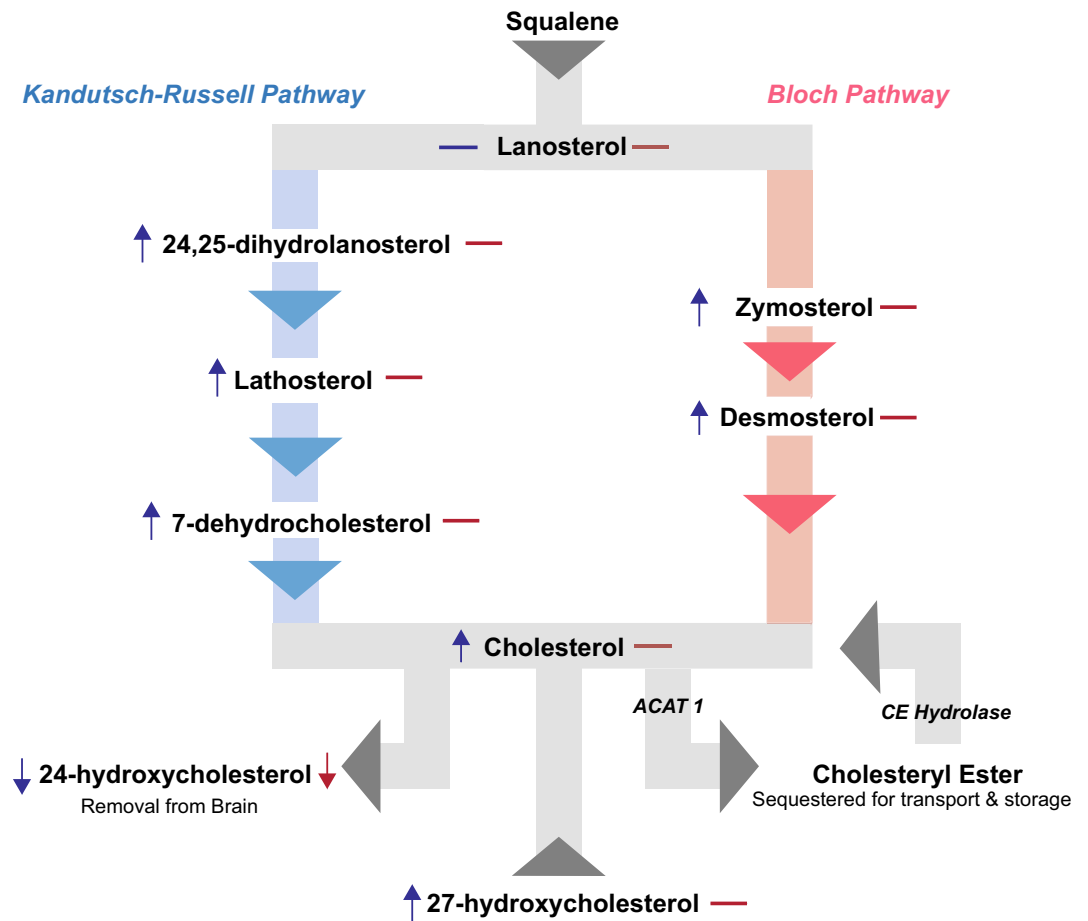 Squalene
Kandutsch-Russell Pathway
Bloch Pathway
Lanosterol
24,25-dihydrolanosterol
Zymosterol
Lathosterol
Desmosterol
7-dehydrocholesterol
Cholesterol
ACAT 1
CE Hydrolase
24-hydroxycholesterol
Removal from Brain
Cholesteryl Ester
Sequestered for transport & storage
27-hydroxycholesterol